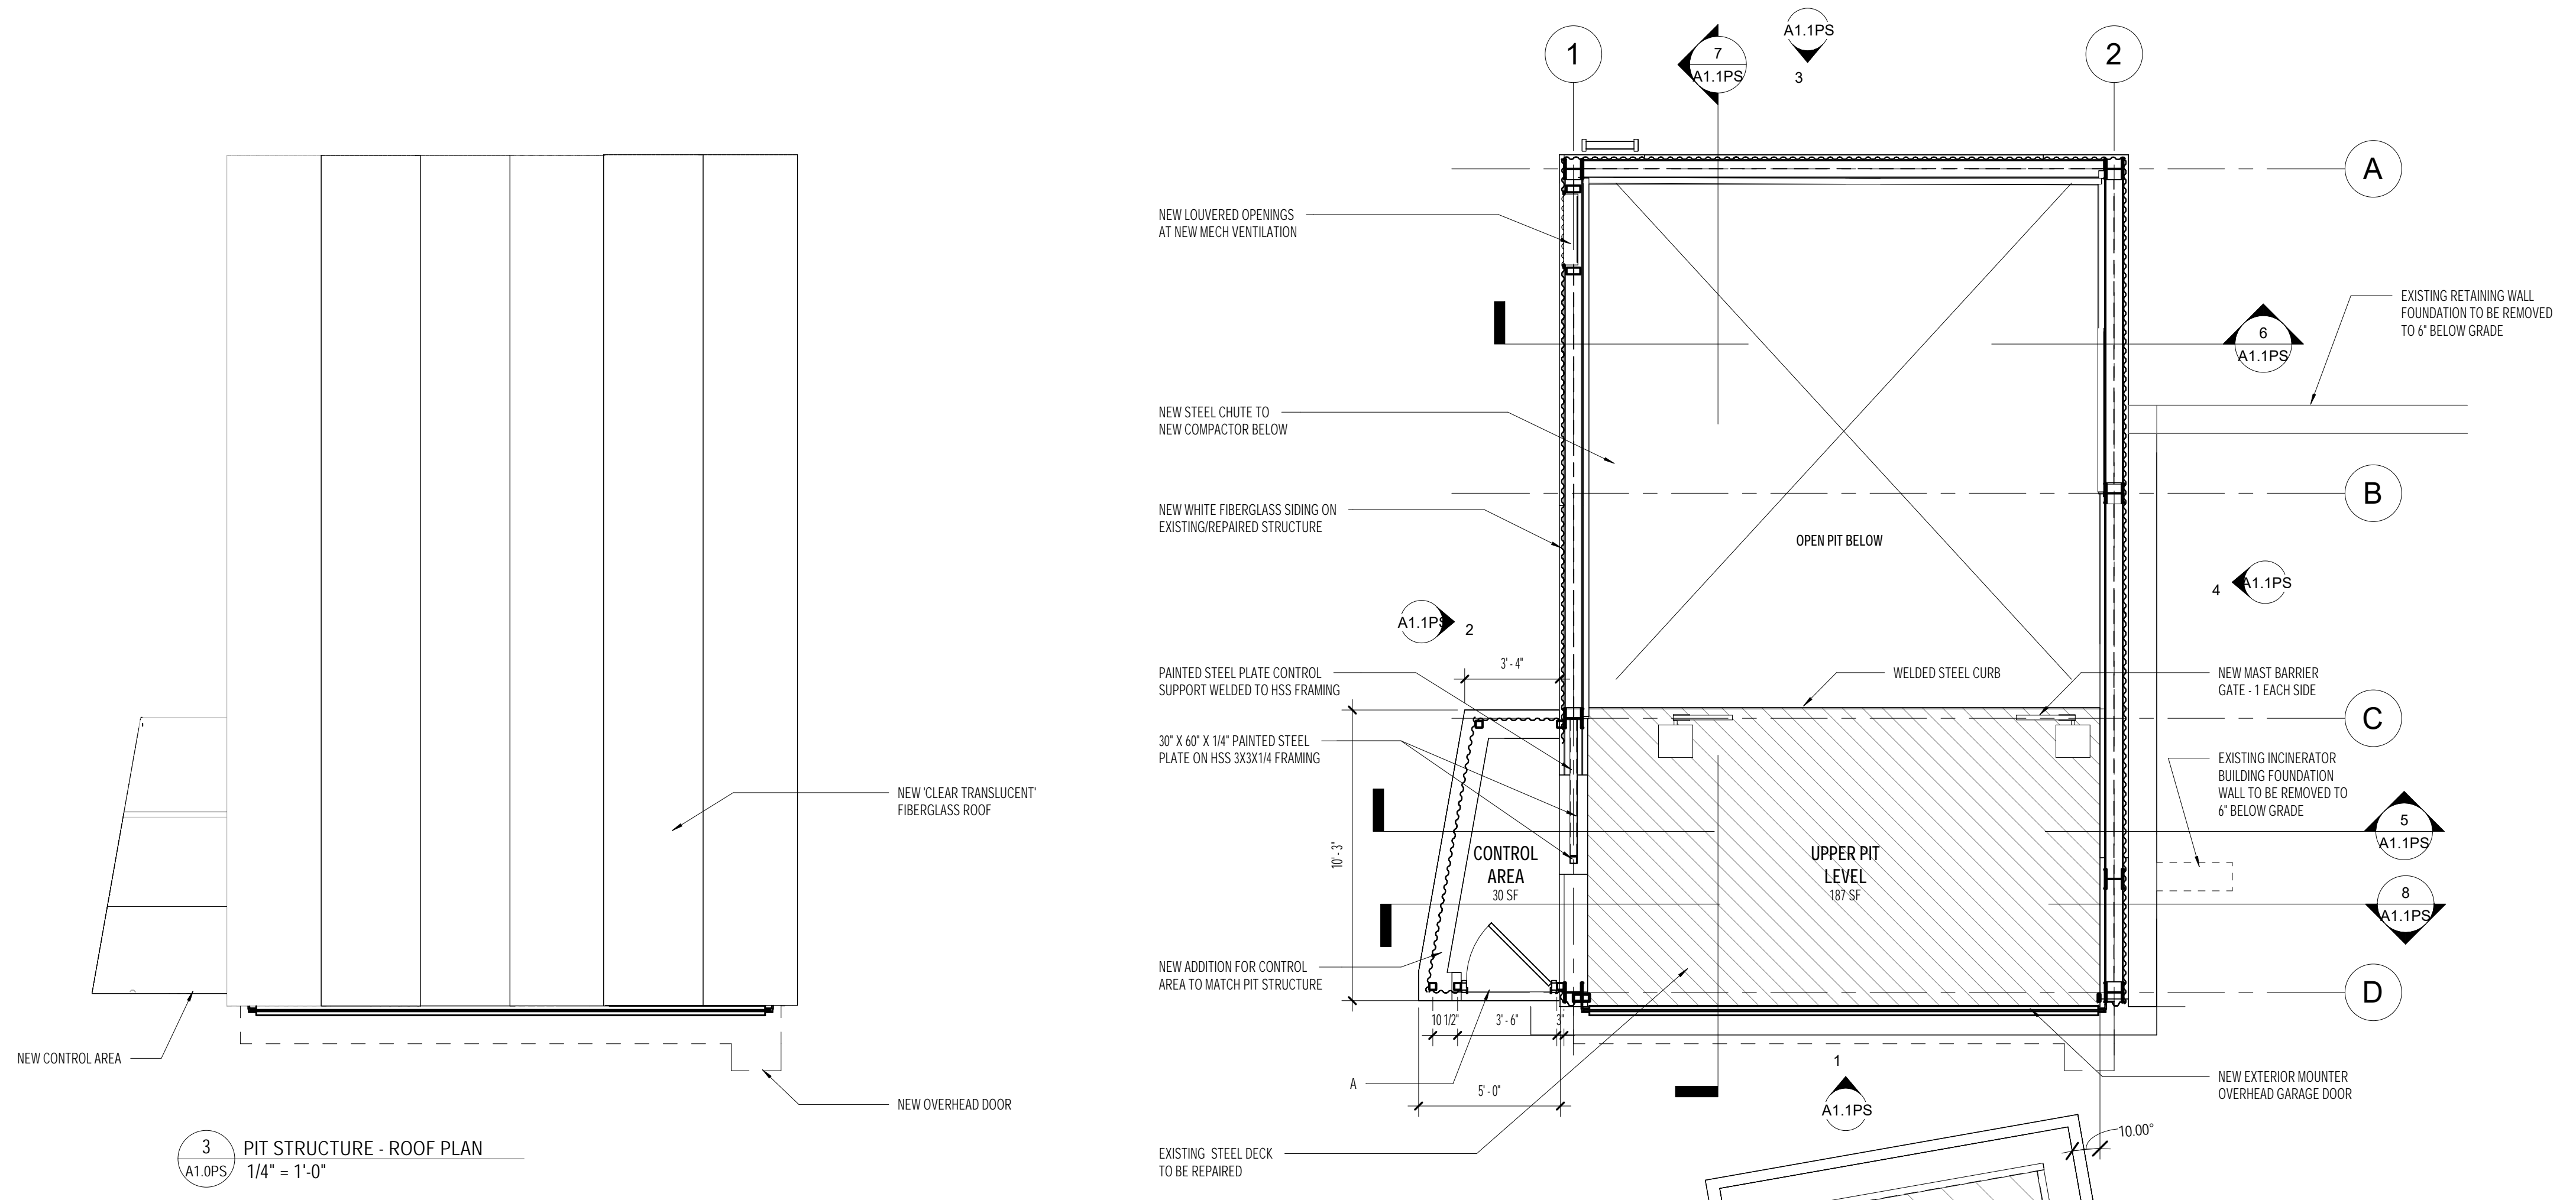 1
2
7
A1.1PS
A1.1PS
3
A
NEW LOUVERED OPENINGS
AT NEW MECH VENTILATION
EXISTING RETAINING WALL
FOUNDATION TO BE REMOVED
TO 6" BELOW GRADE
6
A1.1PS
NEW STEEL CHUTE TO
NEW COMPACTOR BELOW
B
NEW WHITE FIBERGLASS SIDING ON
EXISTING/REPAIRED STRUCTURE
OPEN PIT BELOW
4
A1.1PS
A1.1PS
2
3' - 4"
PAINTED STEEL PLATE CONTROL
SUPPORT WELDED TO HSS FRAMING
WELDED STEEL CURB
NEW MAST BARRIER
GATE - 1 EACH SIDE
C
30" X 60" X 1/4" PAINTED STEEL
PLATE ON HSS 3X3X1/4 FRAMING
EXISTING INCINERATOR
BUILDING FOUNDATION
WALL TO BE REMOVED TO
6" BELOW GRADE
NEW 'CLEAR TRANSLUCENT'
FIBERGLASS ROOF
5
A1.1PS
10' - 3"
CONTROL
AREA
30 SF
UPPER PIT
LEVEL
187 SF
8
A1.1PS
NEW ADDITION FOR CONTROL
AREA TO MATCH PIT STRUCTURE
D
10 1/2"
3' - 6"
3"
NEW CONTROL AREA
1
A1.1PS
A
5' - 0"
NEW EXTERIOR MOUNTER
OVERHEAD GARAGE DOOR
NEW OVERHEAD DOOR
10.00°
EXISTING STEEL DECK
TO BE REPAIRED
3
A1.0PS
PIT STRUCTURE - ROOF PLAN
1/4" = 1'-0"